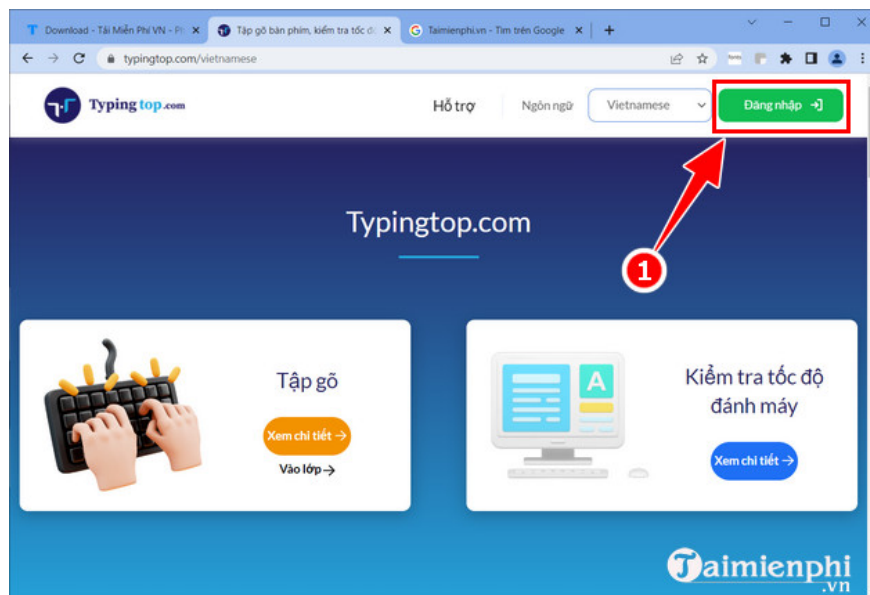 Download - Tải Miễn Phí VN - Ph
Tập gõ bàn phím, kiểm tra tốc độ
Taimienphi.vn - Tìm trên Google
typingtop.com/vietnamese
Typing top.com
Hỗ trợ
Ngôn ngữ
Vietnamese
Đăng nhập
Typingtop.com
1
Tập gõ
Xem chi tiết →
Vào lớp →
A
Kiểm tra tốc độ
đánh máy
Xem chi tiết →
Taimienphi
.vn